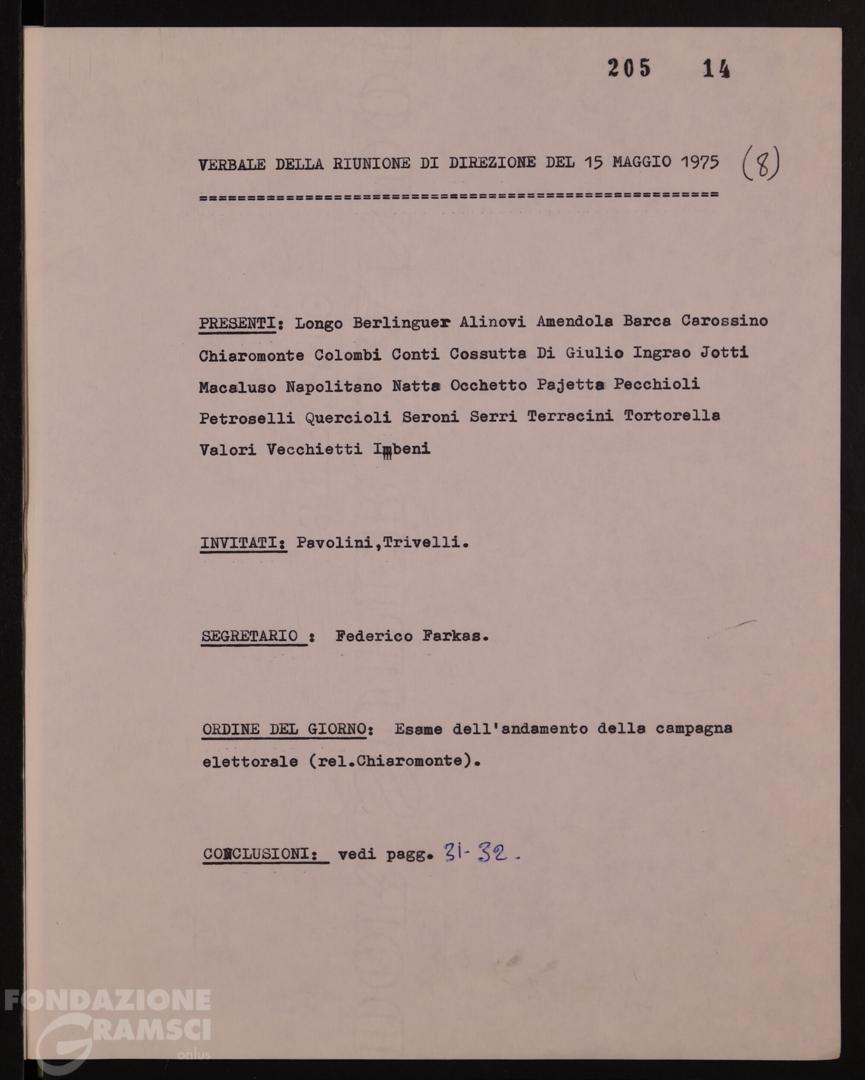 205 14
VERBALE DELLA RIUNIONE DI DIREZIONE DEL 15 MAGGIO 1975 (8)
======================================================
PRESENTI: Longo Berlinguer Alinovi Amendola Barca Carossino
Chiaromonte Colombi Conti Cossutta Di Giulio Ingrao Jotti
Macaluso Napolitano Natta Occhetto Pajetta Pecchioli
Petroselli Quercioli Seroni Serri Terracini Tortorella
Valori Vecchietti Imbeni
INVITATI: Pavolini,Trivelli.
SEGRETARIO : Federico Farkas.
ORDINE DEL GIORNO: Esame dell'andamento della campagna
elettorale (rel.Chiaromonte).
CONCLUSIONI: vedi pagg. 31-32.
FONDAZIONE
GRAMSCI
onlus